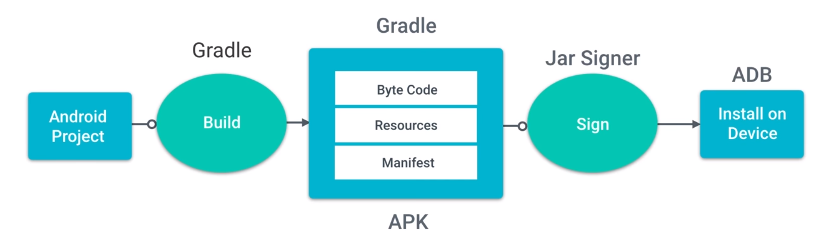 Gradle
Gradle
Jar Signer
ADB
Android
Project
Build
Byte Code
Resources
Manifest
Sign
Install on
Device
APK